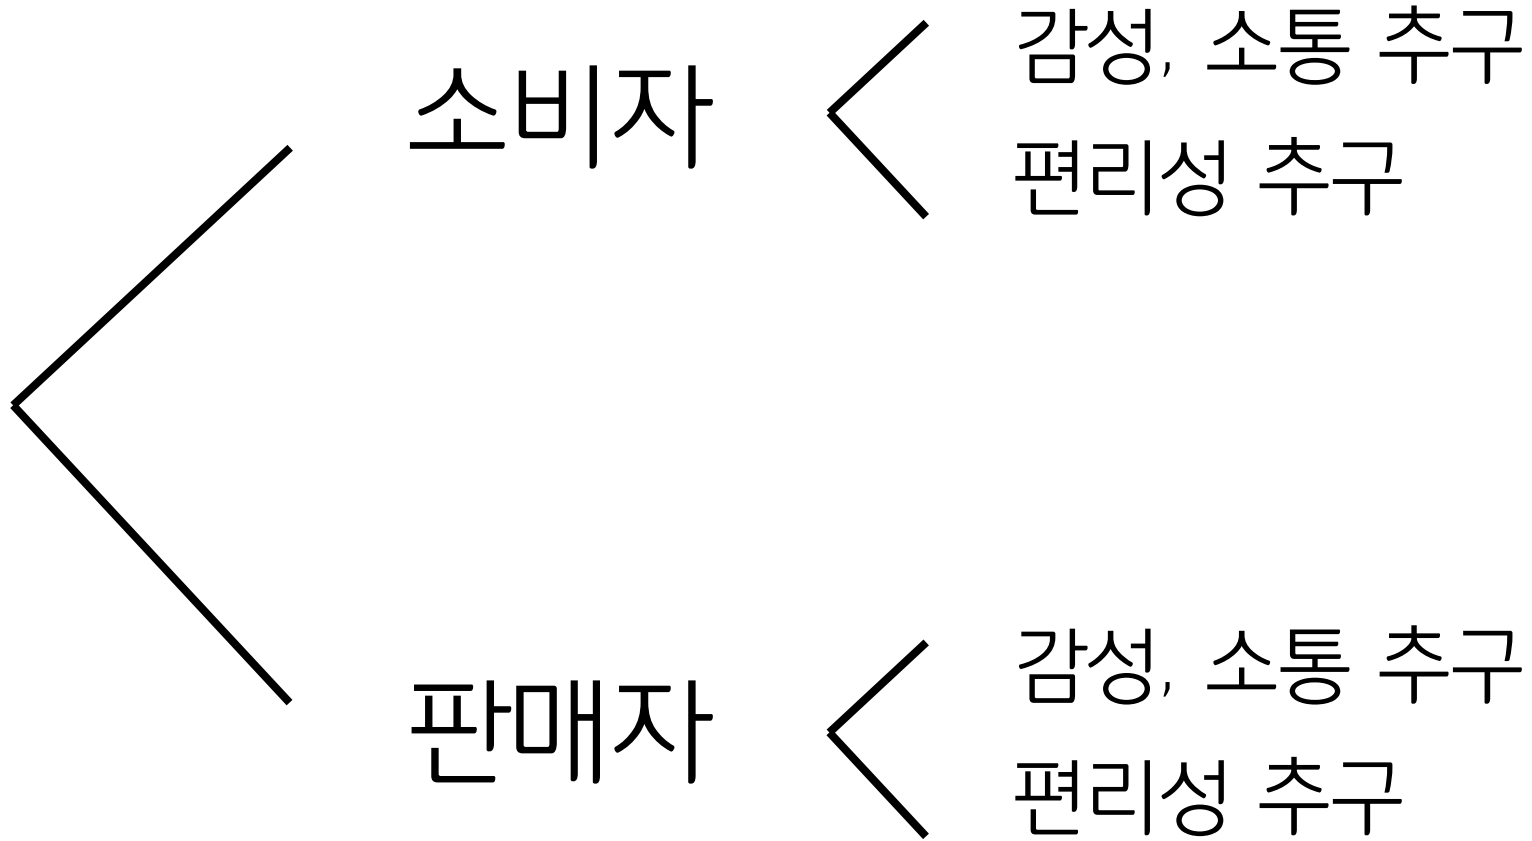 소비자
감성, 소통 추구
편리성 추구
판매자
감성, 소통 추구
편리성 추구